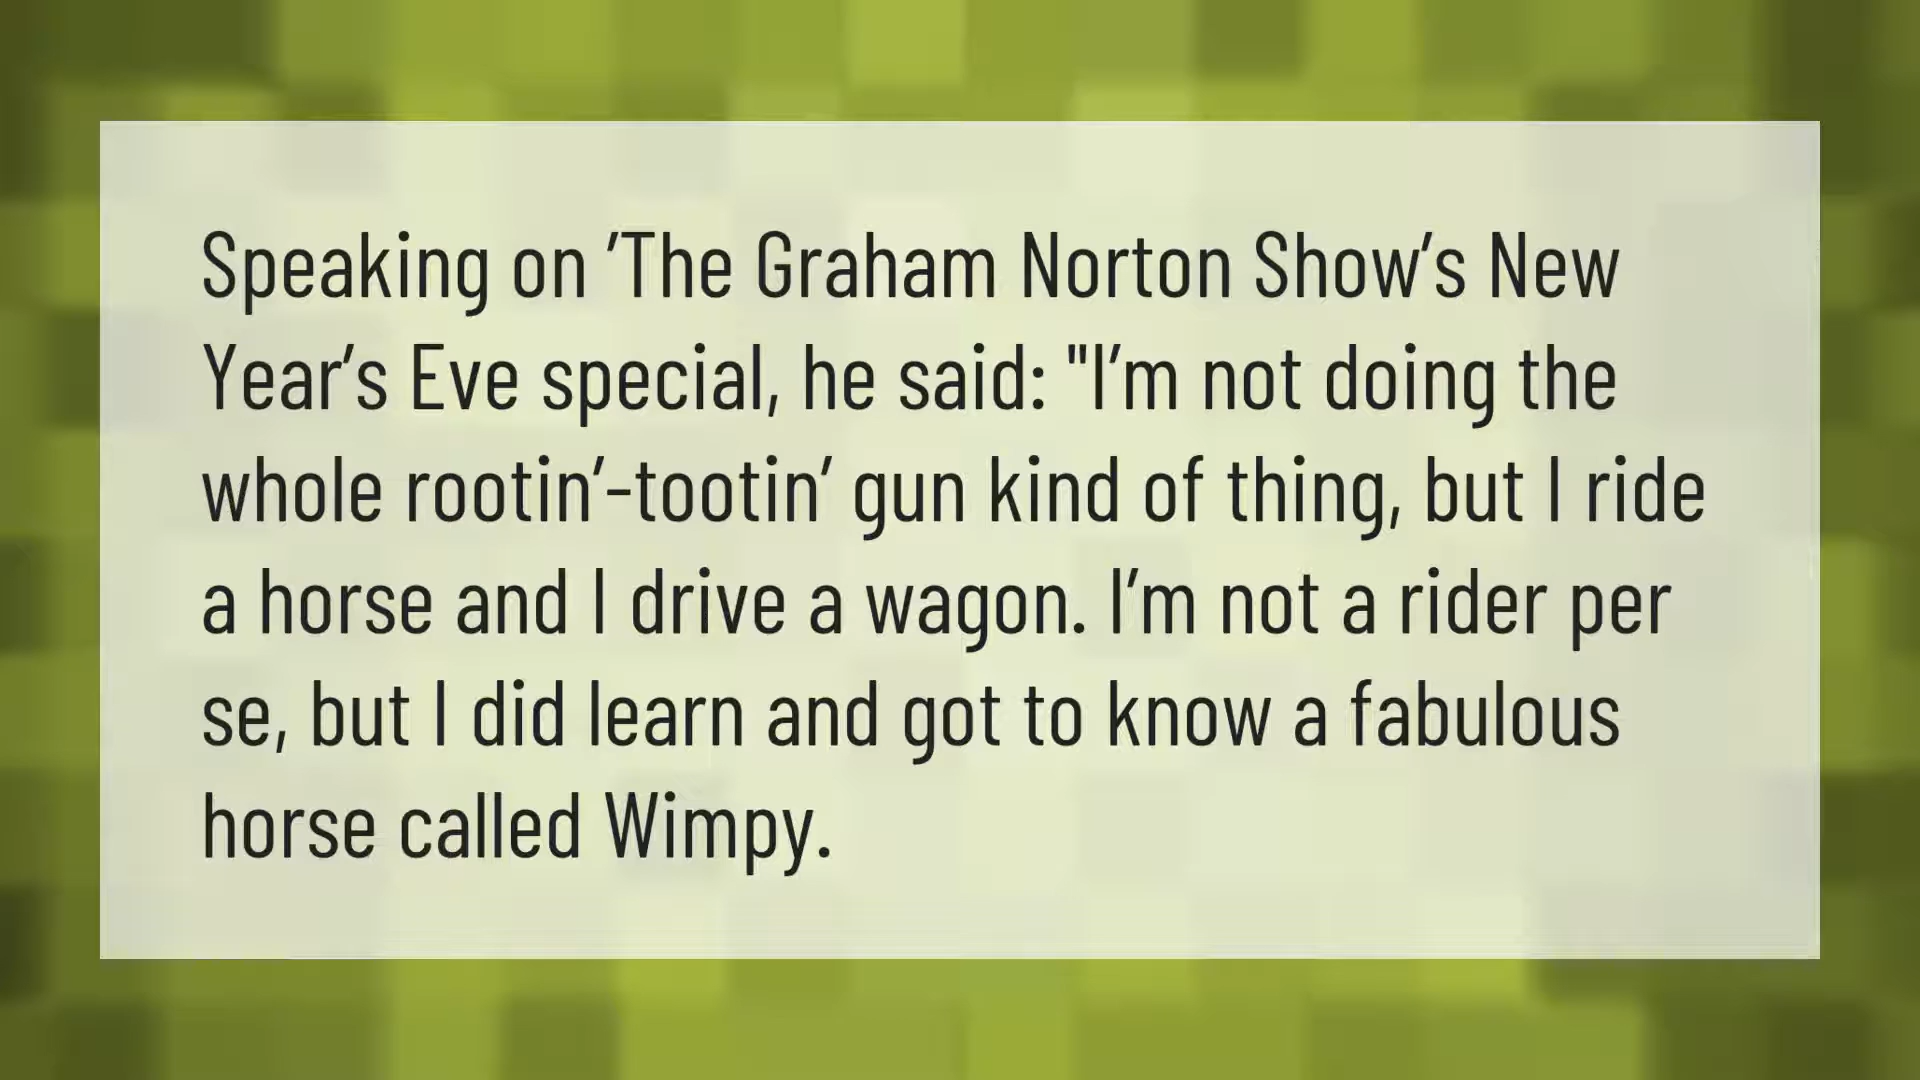 Speaking on ’The Graham Norton Show’s New
Year’s Eve special, he said: "I’m not doing the
whole rootin’-tootin’ gun kind of thing, but I ride
a horse and I drive a wagon. I’m not a rider per
se, but I did learn and got to know a fabulous
horse called Wimpy.